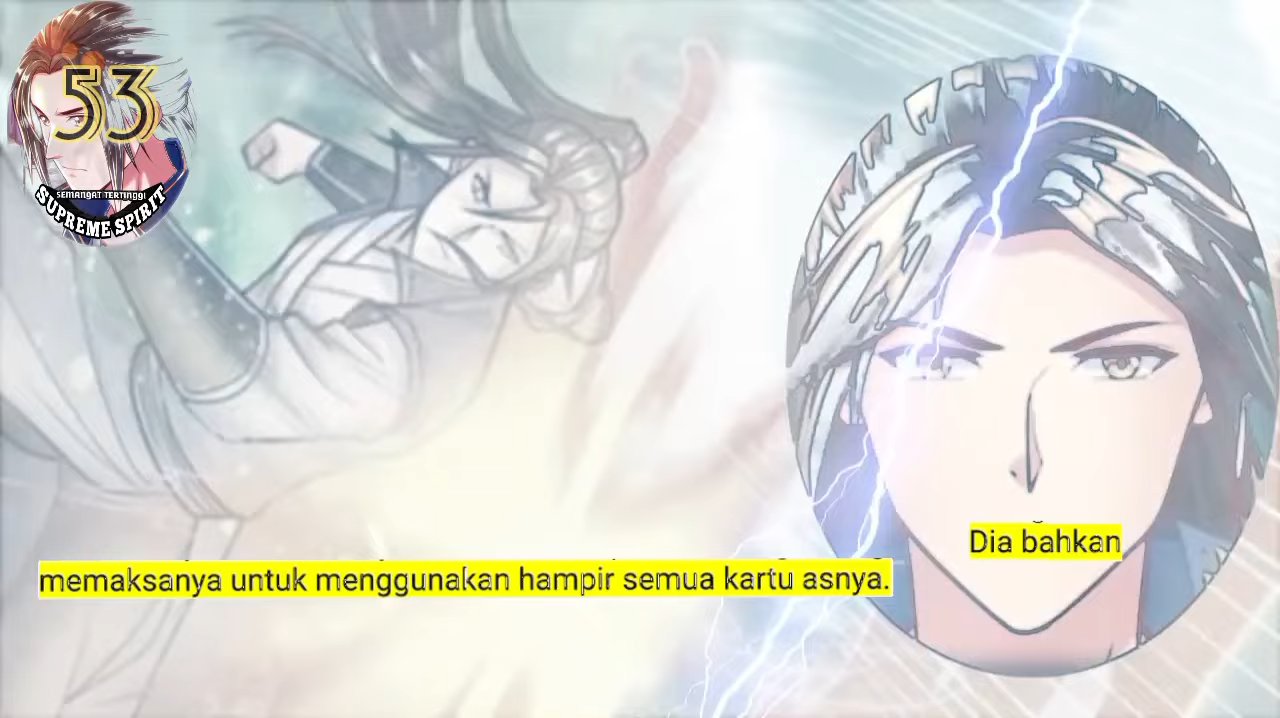 53
SEMANGAT TERTINGGI
SUPREME SPIRIT
Dia bahkan
memaksanya untuk menggunakan hampir semua kartu asnya.